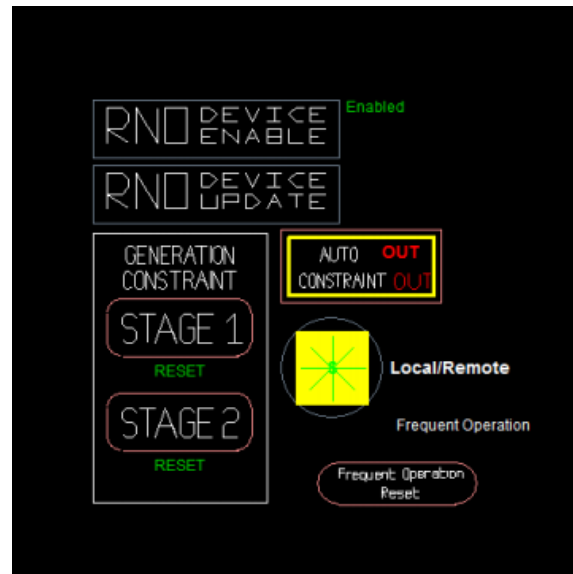 RNO DEVICE ENABLE
Enabled
RNO DEVICE UPDATE
GENERATION
CONSTRAINT
STAGE 1
RESET
STAGE 2
RESET
AUTO OUT
CONSTRAINT OUT
Local/Remote
Frequent Operation
Frequent Operation
Reset